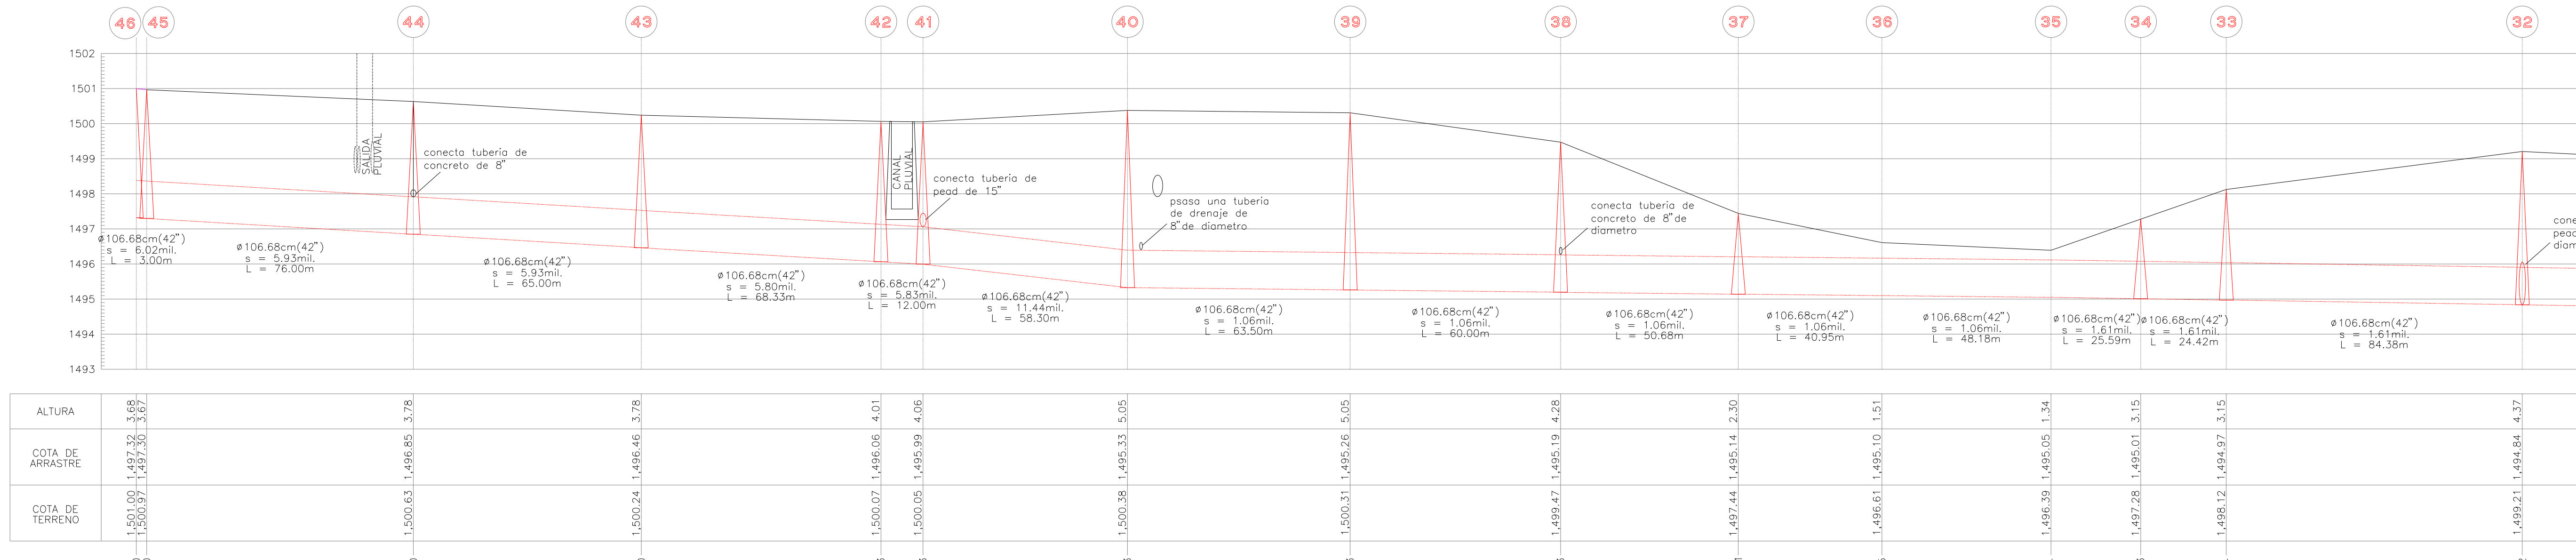 46 45 44 43 42 41 40 39 38 37 36 35 34 33 32
1502
1501
1500
1499
1498
1497
1496
1495
1494
1493
SALIDA
PLUVIAL
conecta tuberia de
concreto de 8"
CANAL
PLUVIAL
conecta tuberia de
pead de 15"
psasa una tuberia
de drenaje de
8"de diametro
conecta tuberia de
concreto de 8"de
diametro
ø106.68cm(42")
s = 6.02mil.
L = 3.00m
ø106.68cm(42")
s = 5.93mil.
L = 76.00m
ø106.68cm(42")
s = 5.93mil.
L = 65.00m
ø106.68cm(42")
s = 5.80mil.
L = 68.33m
ø106.68cm(42")
s = 5.83mil.
L = 12.00m
ø106.68cm(42")
s = 11.44mil.
L = 58.30m
ø106.68cm(42")
s = 1.06mil.
L = 63.50m
ø106.68cm(42")
s = 1.06mil.
L = 60.00m
ø106.68cm(42")
s = 1.06mil.
L = 50.68m
ø106.68cm(42")
s = 1.06mil.
L = 40.95m
ø106.68cm(42")
s = 1.06mil.
L = 48.18m
ø106.68cm(42")
s = 1.61mil.
L = 25.59m
ø106.68cm(42")
s = 1.61mil.
L = 24.42m
ø106.68cm(42")
s = 1.61mil.
L = 84.38m
ALTURA
3.68 3.67 3.78 3.78 4.01 4.06 5.05 5.05 4.28 2.30 1.51 1.34 3.15 3.15 4.37
COTA DE
ARRASTRE
1,497.32 1,497.30 1,496.85 1,496.46 1,496.06 1,495.99 1,495.33 1,495.26 1,495.19 1,495.14 1,495.10 1,495.05 1,495.01 1,494.97 1,494.84
COTA DE
TERRENO
1,501.00 1,500.97 1,500.63 1,500.24 1,500.07 1,500.05 1,500.38 1,500.31 1,499.47 1,497.44 1,496.61 1,496.39 1,497.28 1,498.12 1,499.21